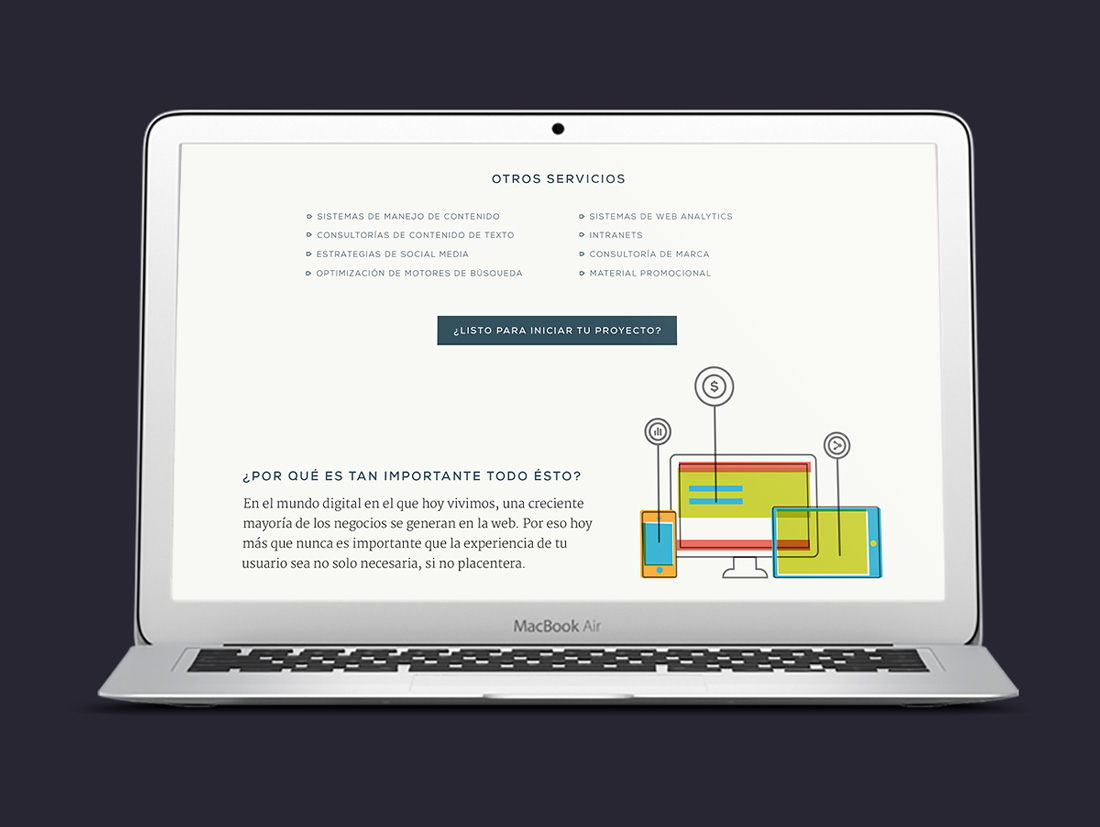 OTROS SERVICIOS
SISTEMAS DE MANEJO DE CONTENIDO
CONSULTORÍAS DE CONTENIDO DE TEXTO
ESTRATEGIAS DE SOCIAL MEDIA
OPTIMIZACIÓN DE MOTORES DE BÚSQUEDA
SISTEMAS DE WEB ANALYTICS
INTRANETS
CONSULTORÍA DE MARCA
MATERIAL PROMOCIONAL
¿LISTO PARA INICIAR TU PROYECTO?
$
¿POR QUÉ ES TAN IMPORTANTE TODO ÉSTO?
En el mundo digital en el que hoy vivimos, una creciente
mayoría de los negocios se generan en la web. Por eso hoy
más que nunca es importante que la experiencia de tu
usuario sea no solo necesaria, si no placentera.
MacBook Air